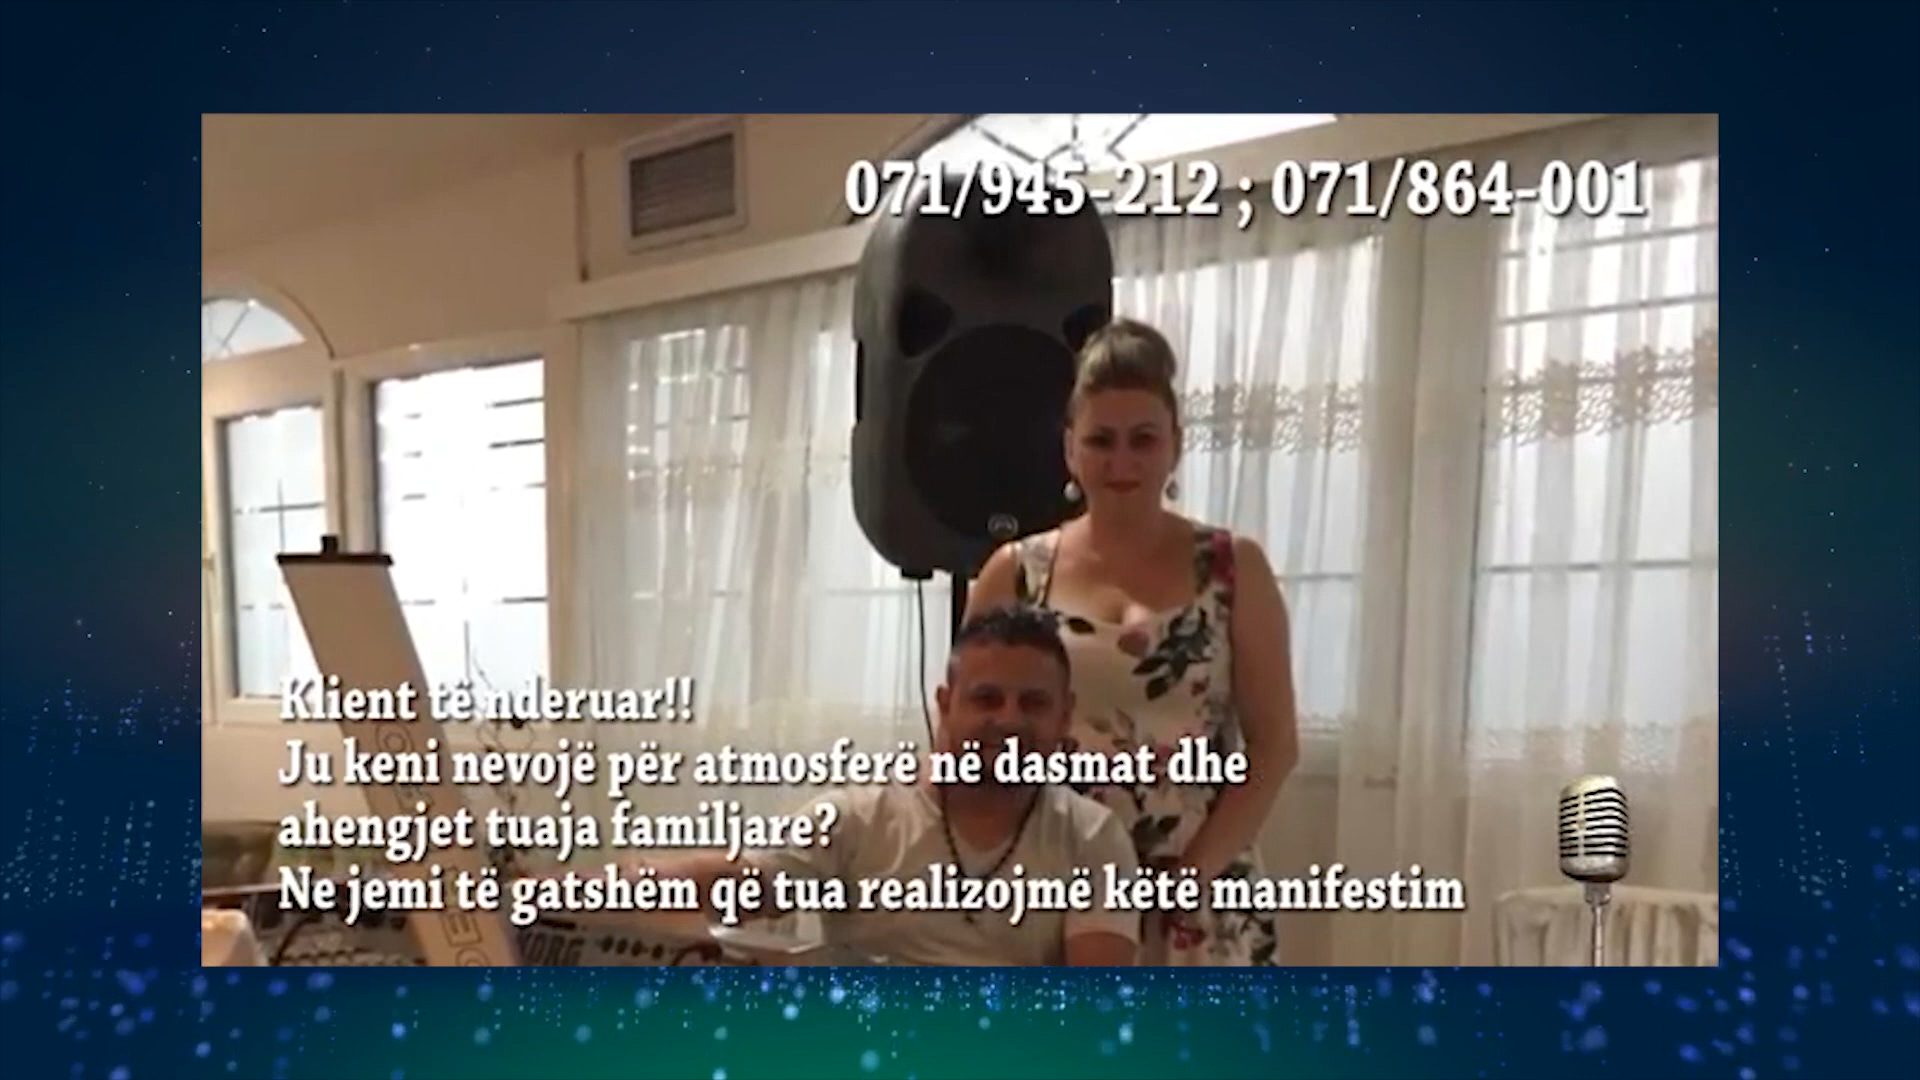 071/945-212 ; 071/864-001
Klient të nderuar!!
Ju keni nevojë për atmosferë në dasmat dhe
ahengjet tuaja familjare?
Ne jemi të gatshëm që tua realizojmë këtë manifestim
KORG